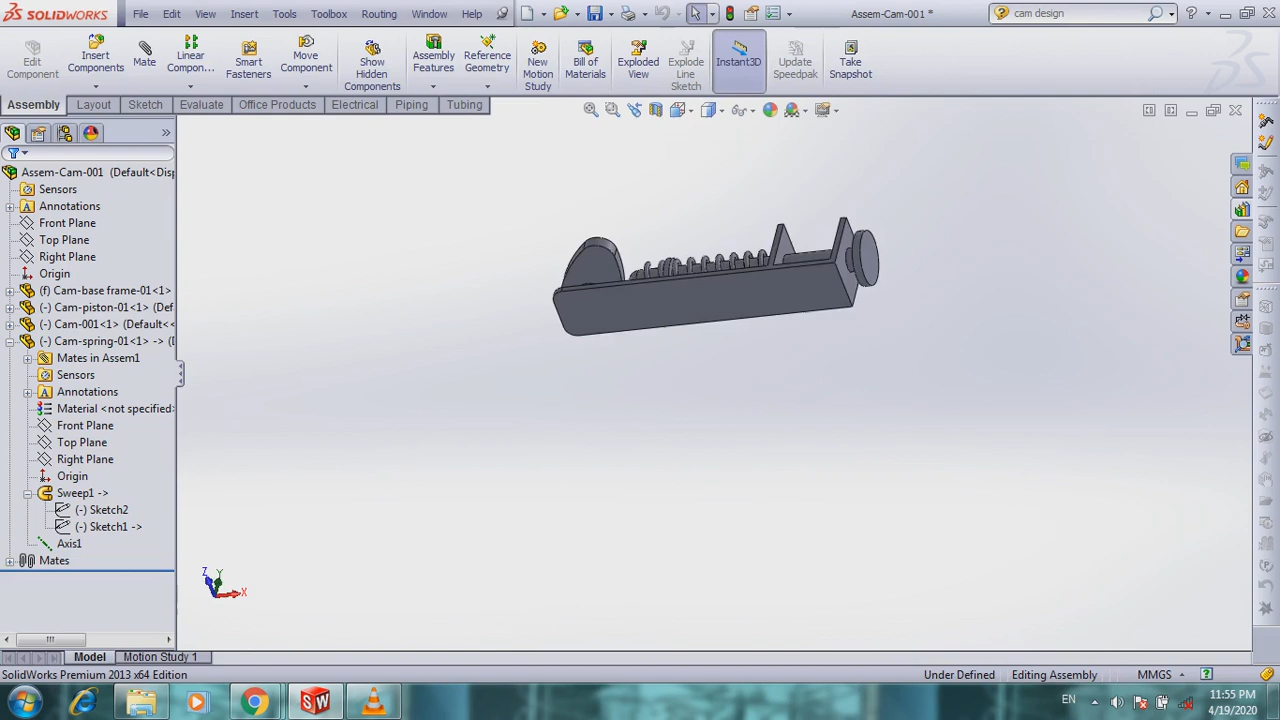 SOLIDWORKS File Edit View Insert Tools Toolbox Routing Window Help Assem-Cam-001 * cam design
Edit Component
Insert Components
Mate
Linear Compon...
Smart Fasteners
Move Component
Show Hidden Components
Assembly Features
Reference Geometry
New Motion Study
Bill of Materials
Exploded View
Explode Line Sketch
Instant3D
Update Speedpak
Take Snapshot
Assembly Layout Sketch Evaluate Office Products Electrical Piping Tubing
Assem-Cam-001 (Default<Disp
Sensors
Annotations
Front Plane
Top Plane
Right Plane
Origin
(f) Cam-base frame-01<1>
(-) Cam-piston-01<1> (Def
(-) Cam-001<1> (Default<<
(-) Cam-spring-01<1> -> (D
Mates in Assem1
Sensors
Annotations
Material <not specified>
Front Plane
Top Plane
Right Plane
Origin
Sweep1 ->
(-) Sketch2
(-) Sketch1 ->
Axis1
Mates
Z Y X
Model Motion Study 1
SolidWorks Premium 2013 x64 Edition Under Defined Editing Assembly MMGS
EN 11:55 PM
4/19/2020